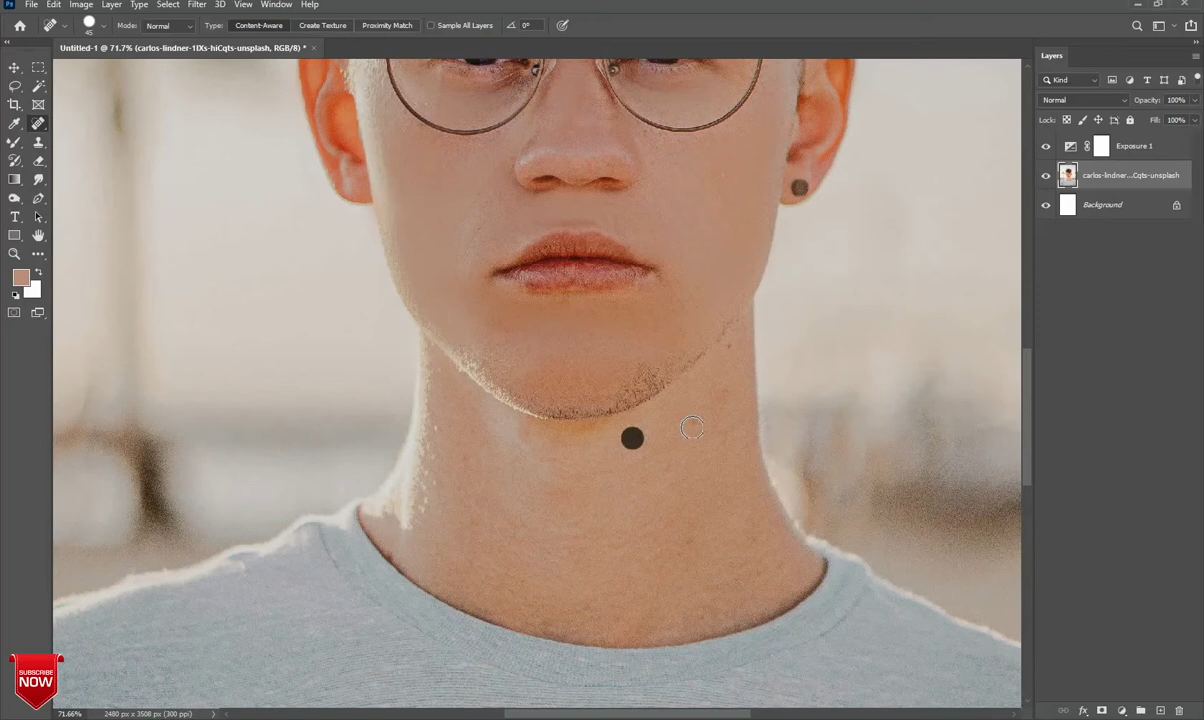 File Edit Image Layer Type Select Filter 3D View Window Help
45 Mode: Normal Type: Content-Aware Create Texture Proximity Match Sample All Layers 0°
Untitled-1 @ 71.7% (carlos-lindner-1IXs-hiCqts-unsplash, RGB/8) * ×
Layers
Kind
Normal Opacity: 100%
Lock: Fill: 100%
Exposure 1
carlos-lindner...Cqts-unsplash
Background
SUBSCRIBE
NOW
71.66% 2480 px x 3508 px (300 ppi)